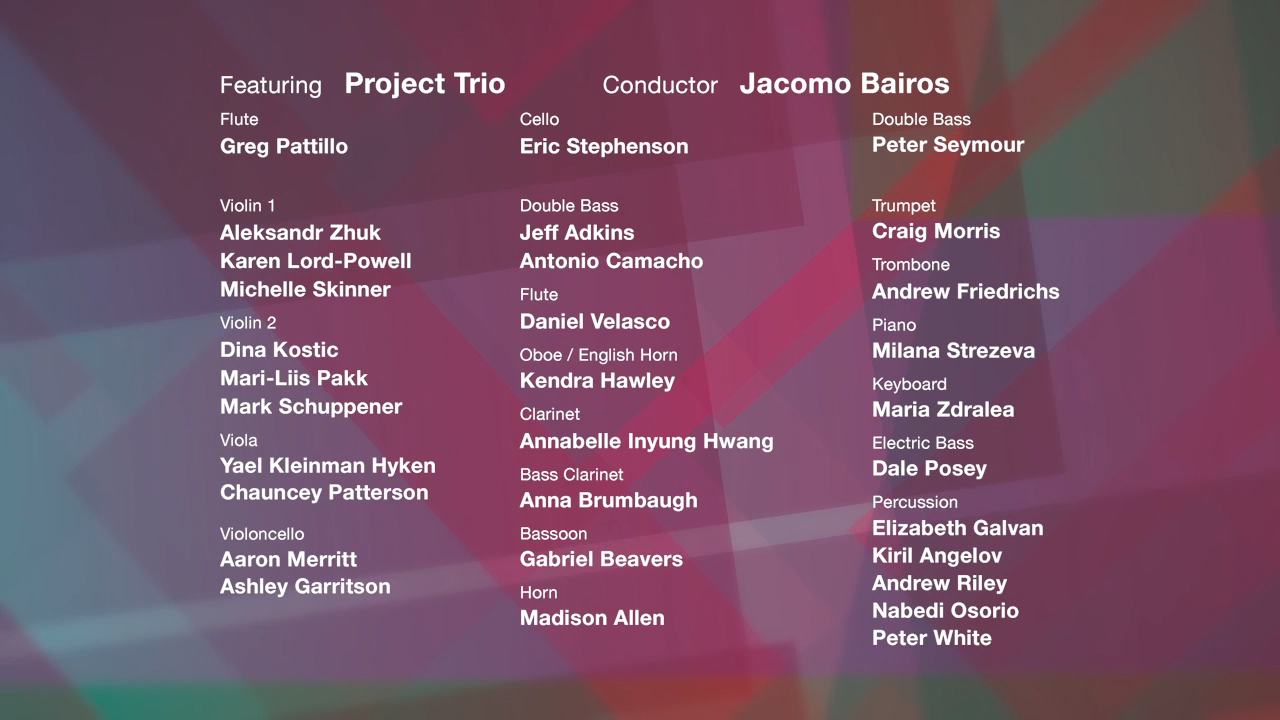 Featuring Project Trio Conductor Jacomo Bairos
Flute
Greg Pattillo
Cello
Eric Stephenson
Double Bass
Peter Seymour
Violin 1
Aleksandr Zhuk
Karen Lord-Powell
Michelle Skinner
Violin 2
Dina Kostic
Mari-Liis Pakk
Mark Schuppener
Viola
Yael Kleinman Hyken
Chauncey Patterson
Violoncello
Aaron Merritt
Ashley Garritson
Double Bass
Jeff Adkins
Antonio Camacho
Flute
Daniel Velasco
Oboe / English Horn
Kendra Hawley
Clarinet
Annabelle Inyung Hwang
Bass Clarinet
Anna Brumbaugh
Bassoon
Gabriel Beavers
Horn
Madison Allen
Trumpet
Craig Morris
Trombone
Andrew Friedrichs
Piano
Milana Strezeva
Keyboard
Maria Zdralea
Electric Bass
Dale Posey
Percussion
Elizabeth Galvan
Kiril Angelov
Andrew Riley
Nabedi Osorio
Peter White